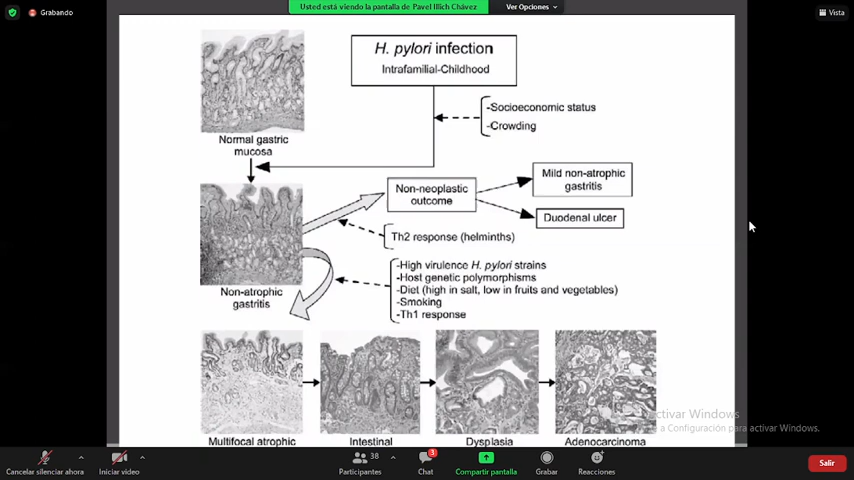 Grabando
Usted está viendo la pantalla de Pavel Illich Chávez
Ver Opciones
Vista
H. pylori infection
Intrafamilial-Childhood
-Socioeconomic status
-Crowding
Normal gastric
mucosa
Non-neoplastic
outcome
Mild non-atrophic
gastritis
Duodenal ulcer
Th2 response (helminths)
-High virulence H. pylori strains
-Host genetic polymorphisms
-Diet (high in salt, low in fruits and vegetables)
-Smoking
-Th1 response
Non-atrophic
gastritis
Multifocal atrophic
Intestinal
Dysplasia
Adenocarcinoma
activar Windows
a Configuración para activar Windows.
Cancelar silenciar ahora
Iniciar video
38
Participantes
3
Chat
Compartir pantalla
Grabar
Reacciones
Salir